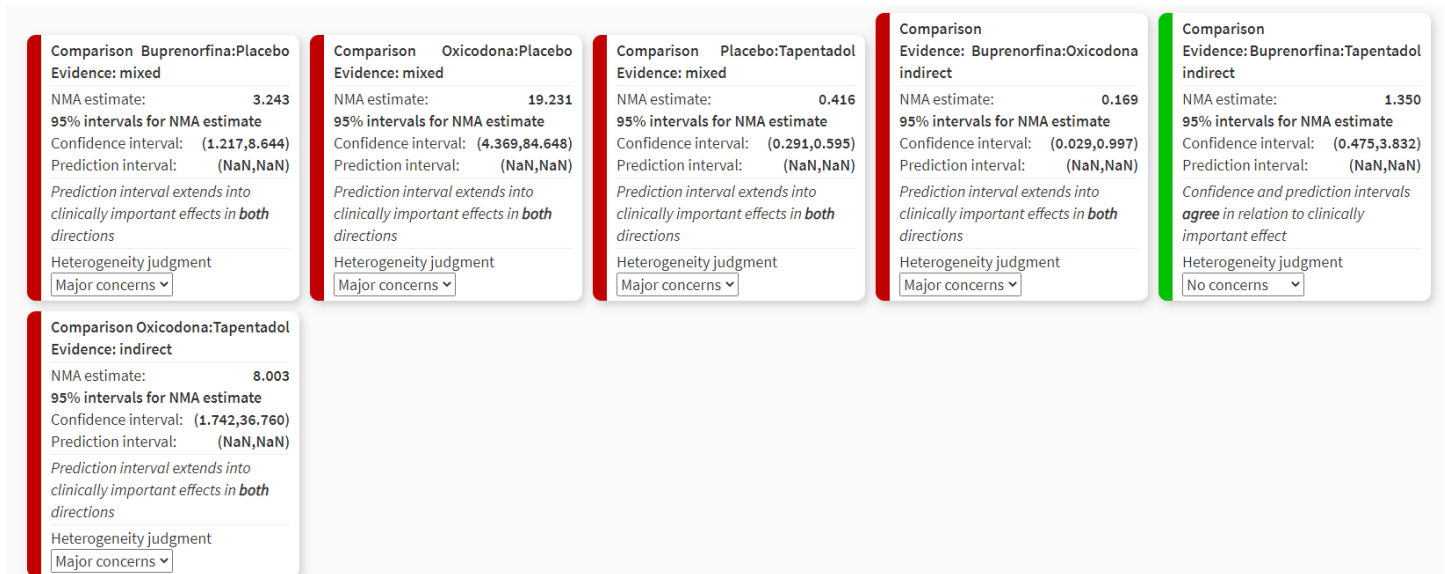 Comparison Buprenorfina:Placebo
Evidence: mixed
NMA estimate: 3.243
95% intervals for NMA estimate
Confidence interval: (1.217,8.644)
Prediction interval: (NaN,NaN)
Prediction interval extends into
clinically important effects in both
directions
Heterogeneity judgment
Major concerns
Comparison Oxicodona:Placebo
Evidence: mixed
NMA estimate: 19.231
95% intervals for NMA estimate
Confidence interval: (4.369,84.648)
Prediction interval: (NaN,NaN)
Prediction interval extends into
clinically important effects in both
directions
Heterogeneity judgment
Major concerns
Comparison Placebo:Tapentadol
Evidence: mixed
NMA estimate: 0.416
95% intervals for NMA estimate
Confidence interval: (0.291,0.595)
Prediction interval: (NaN,NaN)
Prediction interval extends into
clinically important effects in both
directions
Heterogeneity judgment
Major concerns
Comparison
Evidence: Buprenorfina:Oxicodona
indirect
NMA estimate: 0.169
95% intervals for NMA estimate
Confidence interval: (0.029,0.997)
Prediction interval: (NaN,NaN)
Prediction interval extends into
clinically important effects in both
directions
Heterogeneity judgment
Major concerns
Comparison
Evidence: Buprenorfina:Tapentadol
indirect
NMA estimate: 1.350
95% intervals for NMA estimate
Confidence interval: (0.475,3.832)
Prediction interval: (NaN,NaN)
Confidence and prediction intervals
agree in relation to clinically
important effect
Heterogeneity judgment
No concerns
Comparison Oxicodona:Tapentadol
Evidence: indirect
NMA estimate: 8.003
95% intervals for NMA estimate
Confidence interval: (1.742,36.760)
Prediction interval: (NaN,NaN)
Prediction interval extends into
clinically important effects in both
directions
Heterogeneity judgment
Major concerns